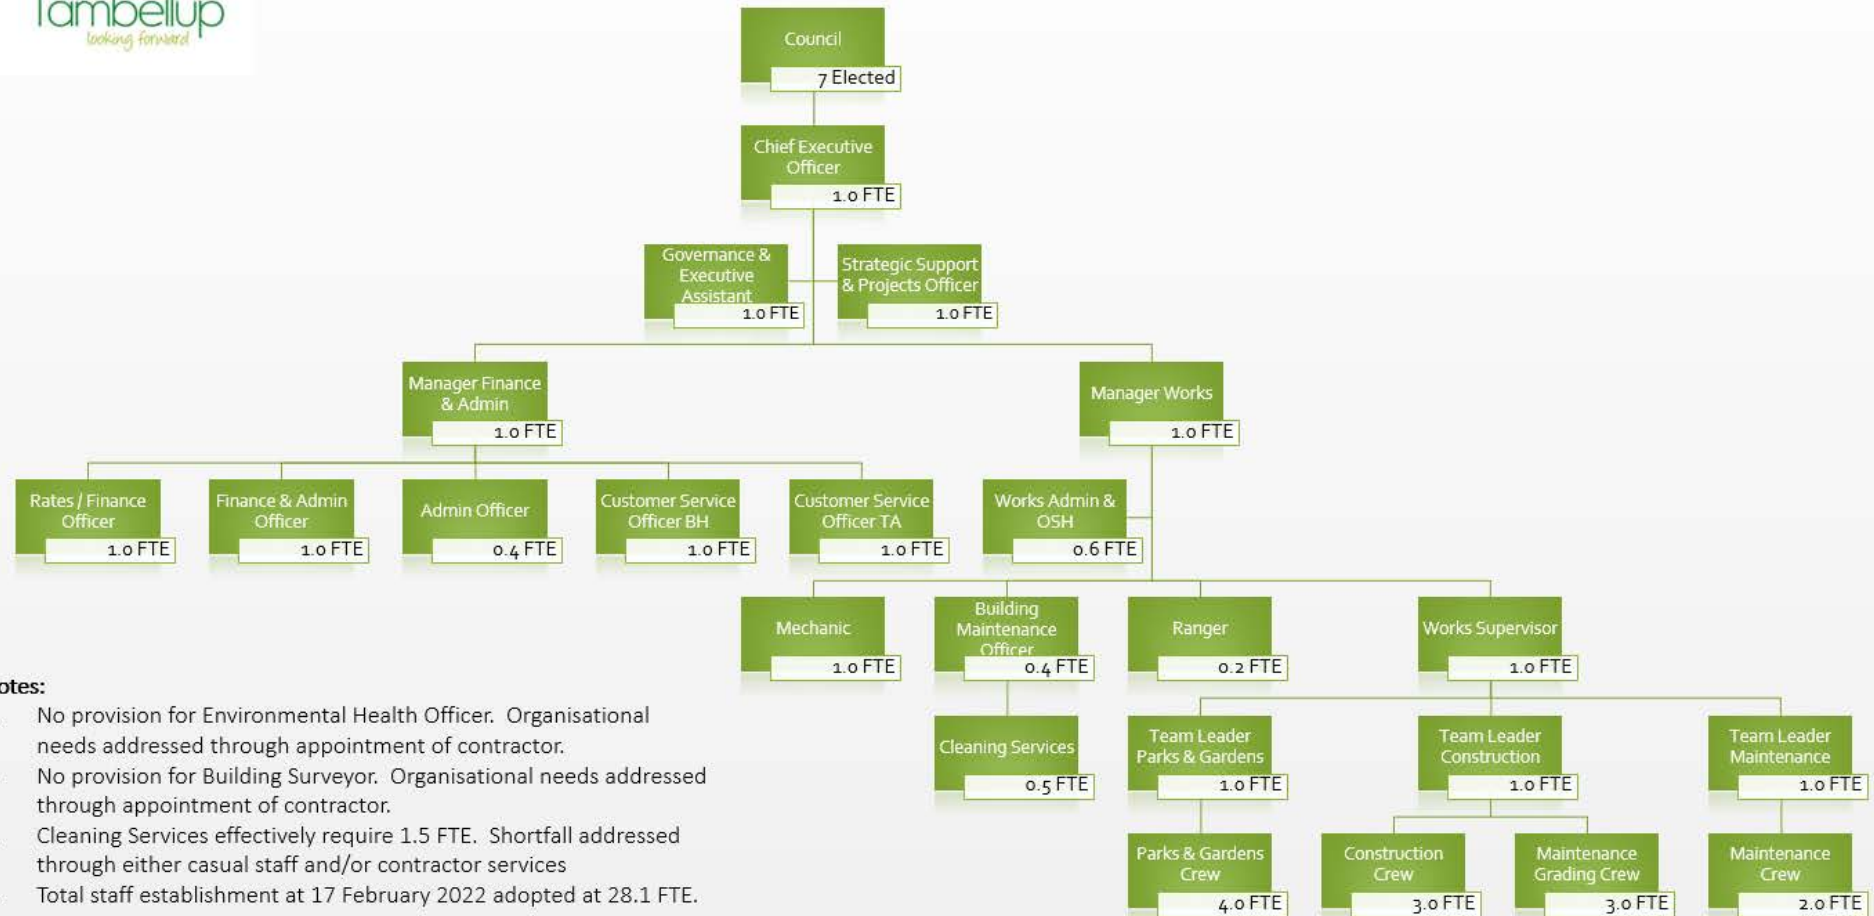 Tambellup
looking forward
Council
7 Elected
Chief Executive
Officer
1.0 FTE
Governance &
Executive
Assistant
1.0 FTE
Strategic Support
& Projects Officer
1.0 FTE
Manager Finance
& Admin
1.0 FTE
Manager Works
1.0 FTE
Rates / Finance
Officer
1.0 FTE
Finance & Admin
Officer
1.0 FTE
Admin Officer
0.4 FTE
Customer Service
Officer BH
1.0 FTE
Customer Service
Officer TA
1.0 FTE
Works Admin &
OSH
0.6 FTE
Mechanic
1.0 FTE
Building
Maintenance
Officer
0.4 FTE
Ranger
0.2 FTE
Works Supervisor
1.0 FTE
Cleaning Services
0.5 FTE
Team Leader
Parks & Gardens
1.0 FTE
Team Leader
Construction
1.0 FTE
Team Leader
Maintenance
1.0 FTE
Parks & Gardens
Crew
4.0 FTE
Construction
Crew
3.0 FTE
Maintenance
Grading Crew
3.0 FTE
Maintenance
Crew
2.0 FTE
otes:
No provision for Environmental Health Officer. Organisational
needs addressed through appointment of contractor.
No provision for Building Surveyor. Organisational needs addressed
through appointment of contractor.
Cleaning Services effectively require 1.5 FTE. Shortfall addressed
through either casual staff and/or contractor services
Total staff establishment at 17 February 2022 adopted at 28.1 FTE.